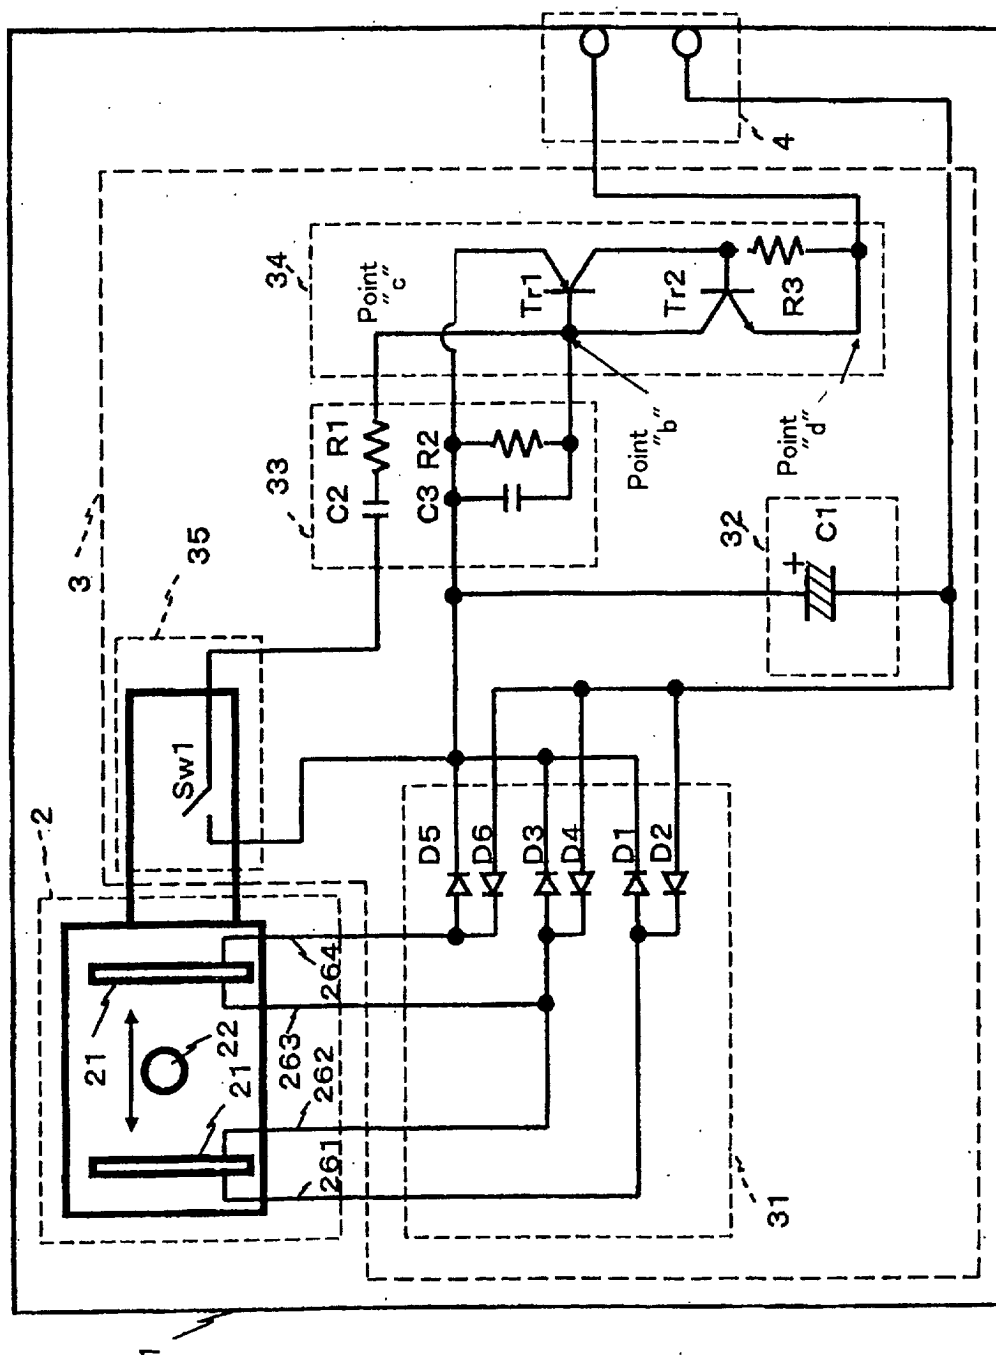 1
2
3
4
21
22
21
261
262
263
264
31
D5
D6
D3
D4
D1
D2
35
Sw1
33
C2
R1
C3
R2
32
+
C1
34
Point
"c"
Tr1
Tr2
R3
Point
"b"
Point
"d"